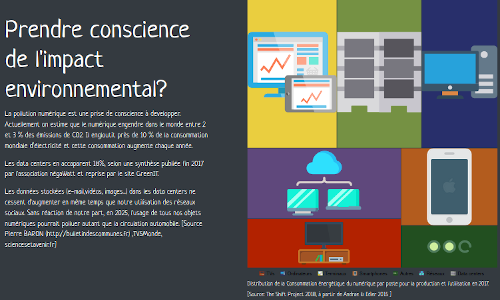 Prendre conscience
de l'impact
environnemental?
La pollution numérique est une prise de conscience à developper.
Actuellement on estime que le numérique engendre dans le monde entre 2
et 3 % des émissions de CO2. Il englouti, près de 10 % de la consommation
mondiale d'électricité et cette consommation augmente chaque année.
Les data centers en accaparent 18%, selon une synthèse publiée fin 2017
par l'association négaWatt et reprise par le site GreenIT.
Les données stockées (e-mail,vidéos, images...) dans les data centers ne
cessent d'augmenter en même temps que notre utilisation des réseaux
sociaux. Sans réaction de notre part, en 2025, l'usage de tous nos objets
numériques pourrait polluer autant que la circulation automobile. [Source
Pierre BARON (http://bulletindescommunes.fr) ,TV5Monde,
sciencesetavenir.fr]
Distribution de la Consommation énergétique du numérique par poste pour la production et l'utilisation en 2017.
[Source: The Shift Project 2018, à partir de Andrae & Edler 2015 ]